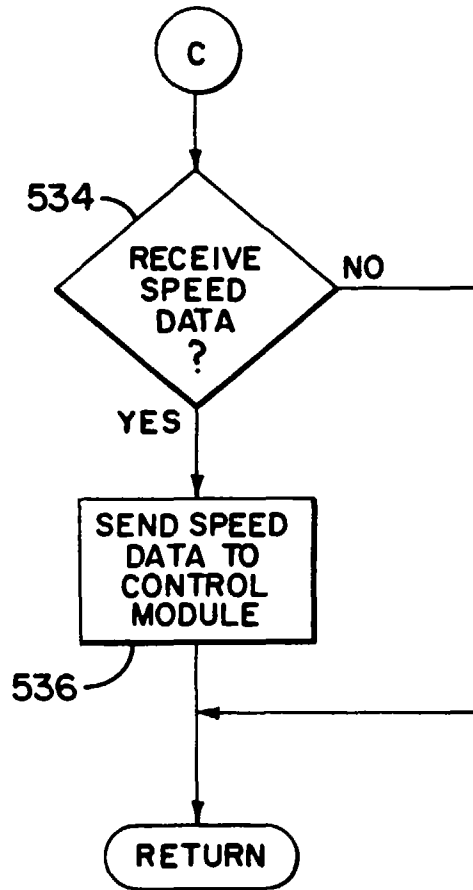 C
534
RECEIVE
SPEED
DATA
?
NO
YES
SEND SPEED
DATA TO
CONTROL
MODULE
536
RETURN